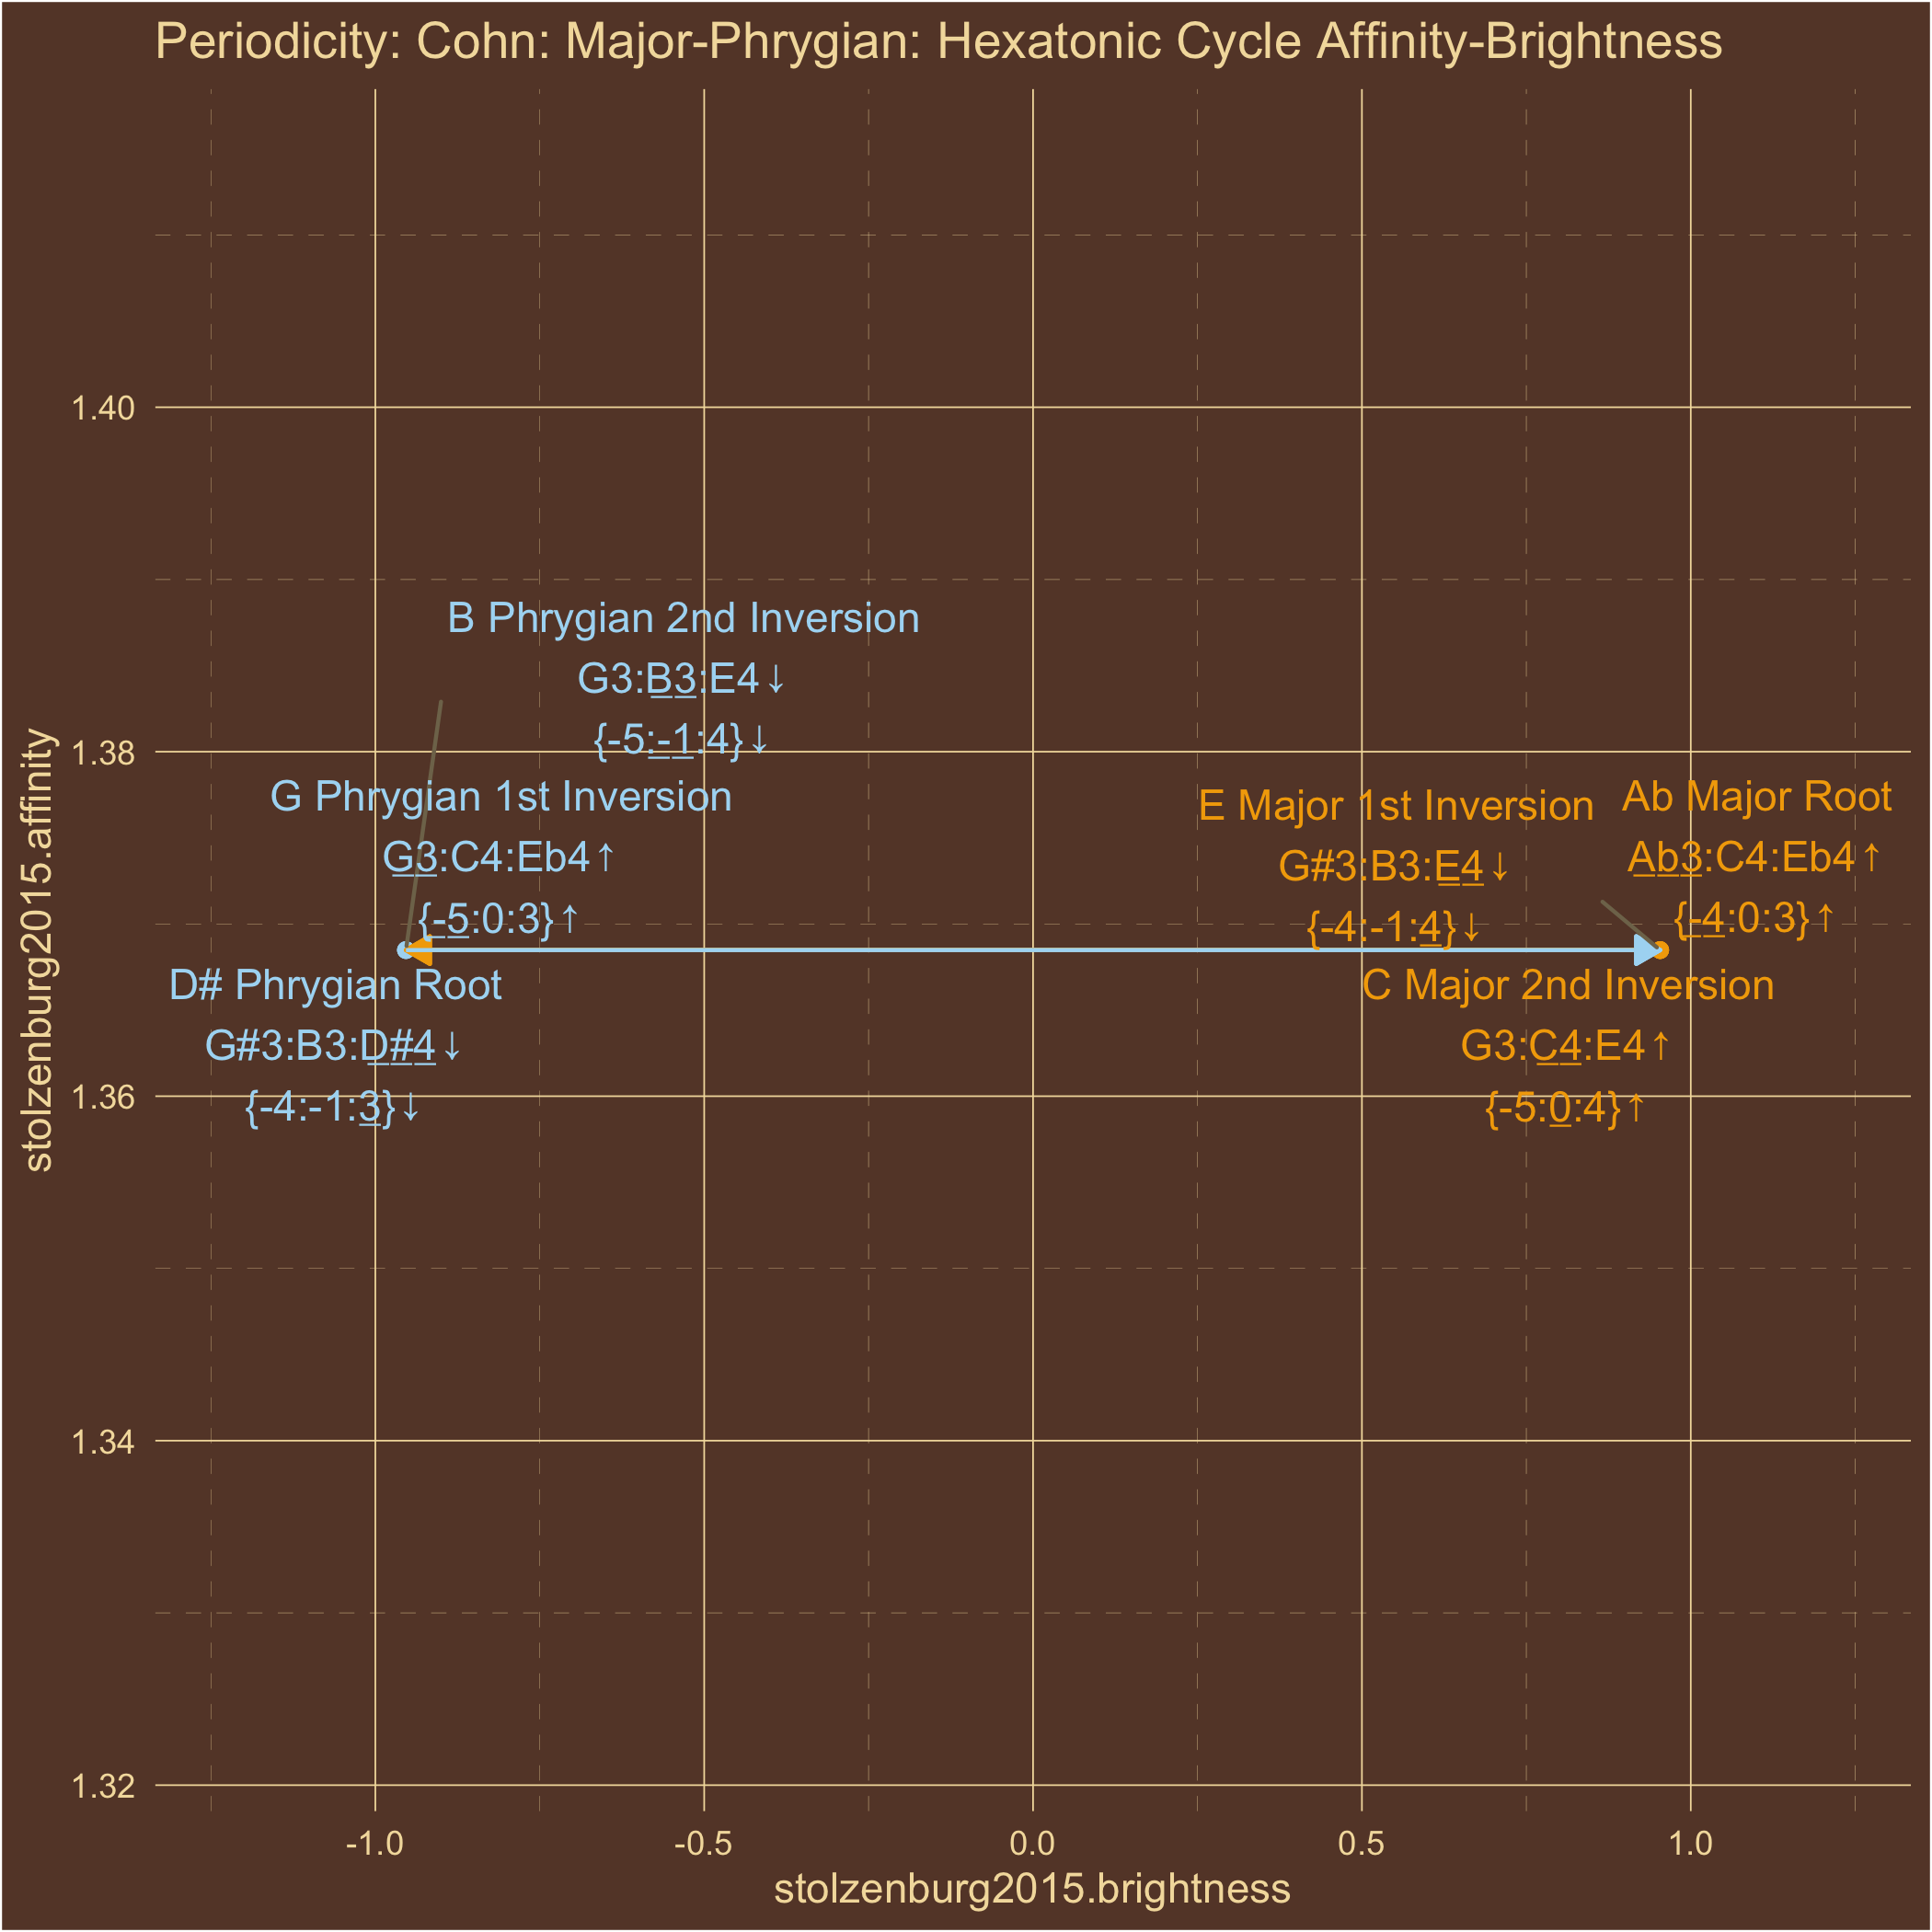 Periodicity: Cohn: Major-Phrygian: Hexatonic Cycle Affinity-Brightness
stolzenburg2015.affinity
1.40
1.38
1.36
1.34
1.32
B Phrygian 2nd Inversion
G3:B3:E4↓
{-5:-1:4}↓
G Phrygian 1st Inversion
G3:C4:Eb4↑
{-5:0:3}↑
E Major 1st Inversion
G#3:B3:E4↓
{-4:-1:4}↓
Ab Major Root
Ab3:C4:Eb4↑
{-4:0:3}↑
D# Phrygian Root
G#3:B3:D#4↓
{-4:-1:3}↓
C Major 2nd Inversion
G3:C4:E4↑
{-5:0:4}↑
-1.0
-0.5
0.0
0.5
1.0
stolzenburg2015.brightness